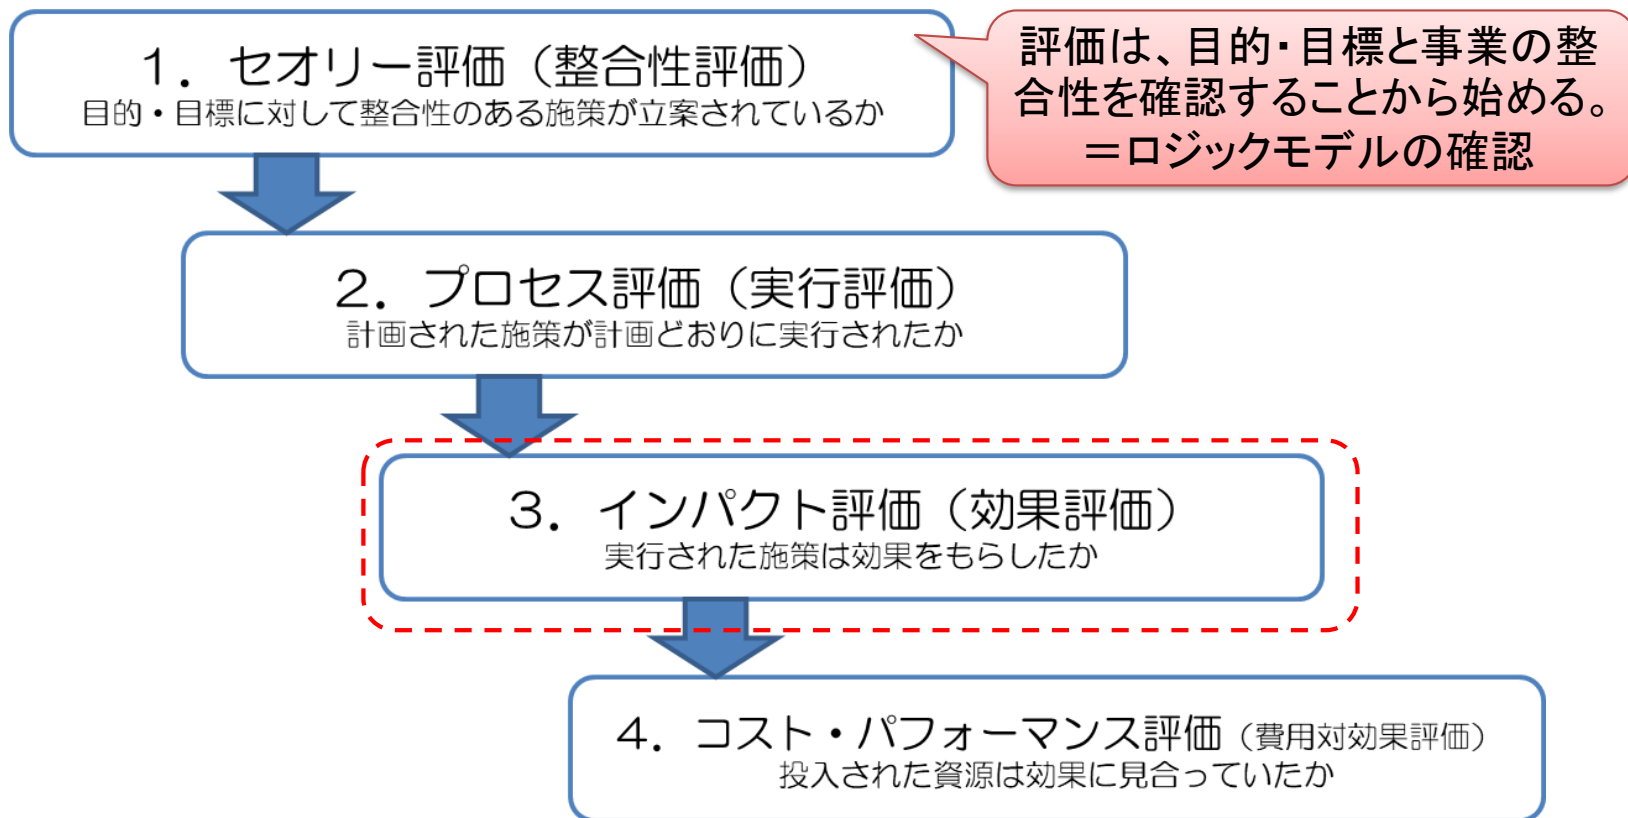 １．セオリー評価（整合性評価）
目的・目標に対して整合性のある施策が立案されているか
評価は、目的・目標と事業の整
合性を確認することから始める。
＝ロジックモデルの確認
２．プロセス評価（実行評価）
計画された施策が計画どおりに実行されたか
３．インパクト評価（効果評価）
実行された施策は効果をもらしたか
４．コスト・パフォーマンス評価（費用対効果評価）
投入された資源は効果に見合っていたか